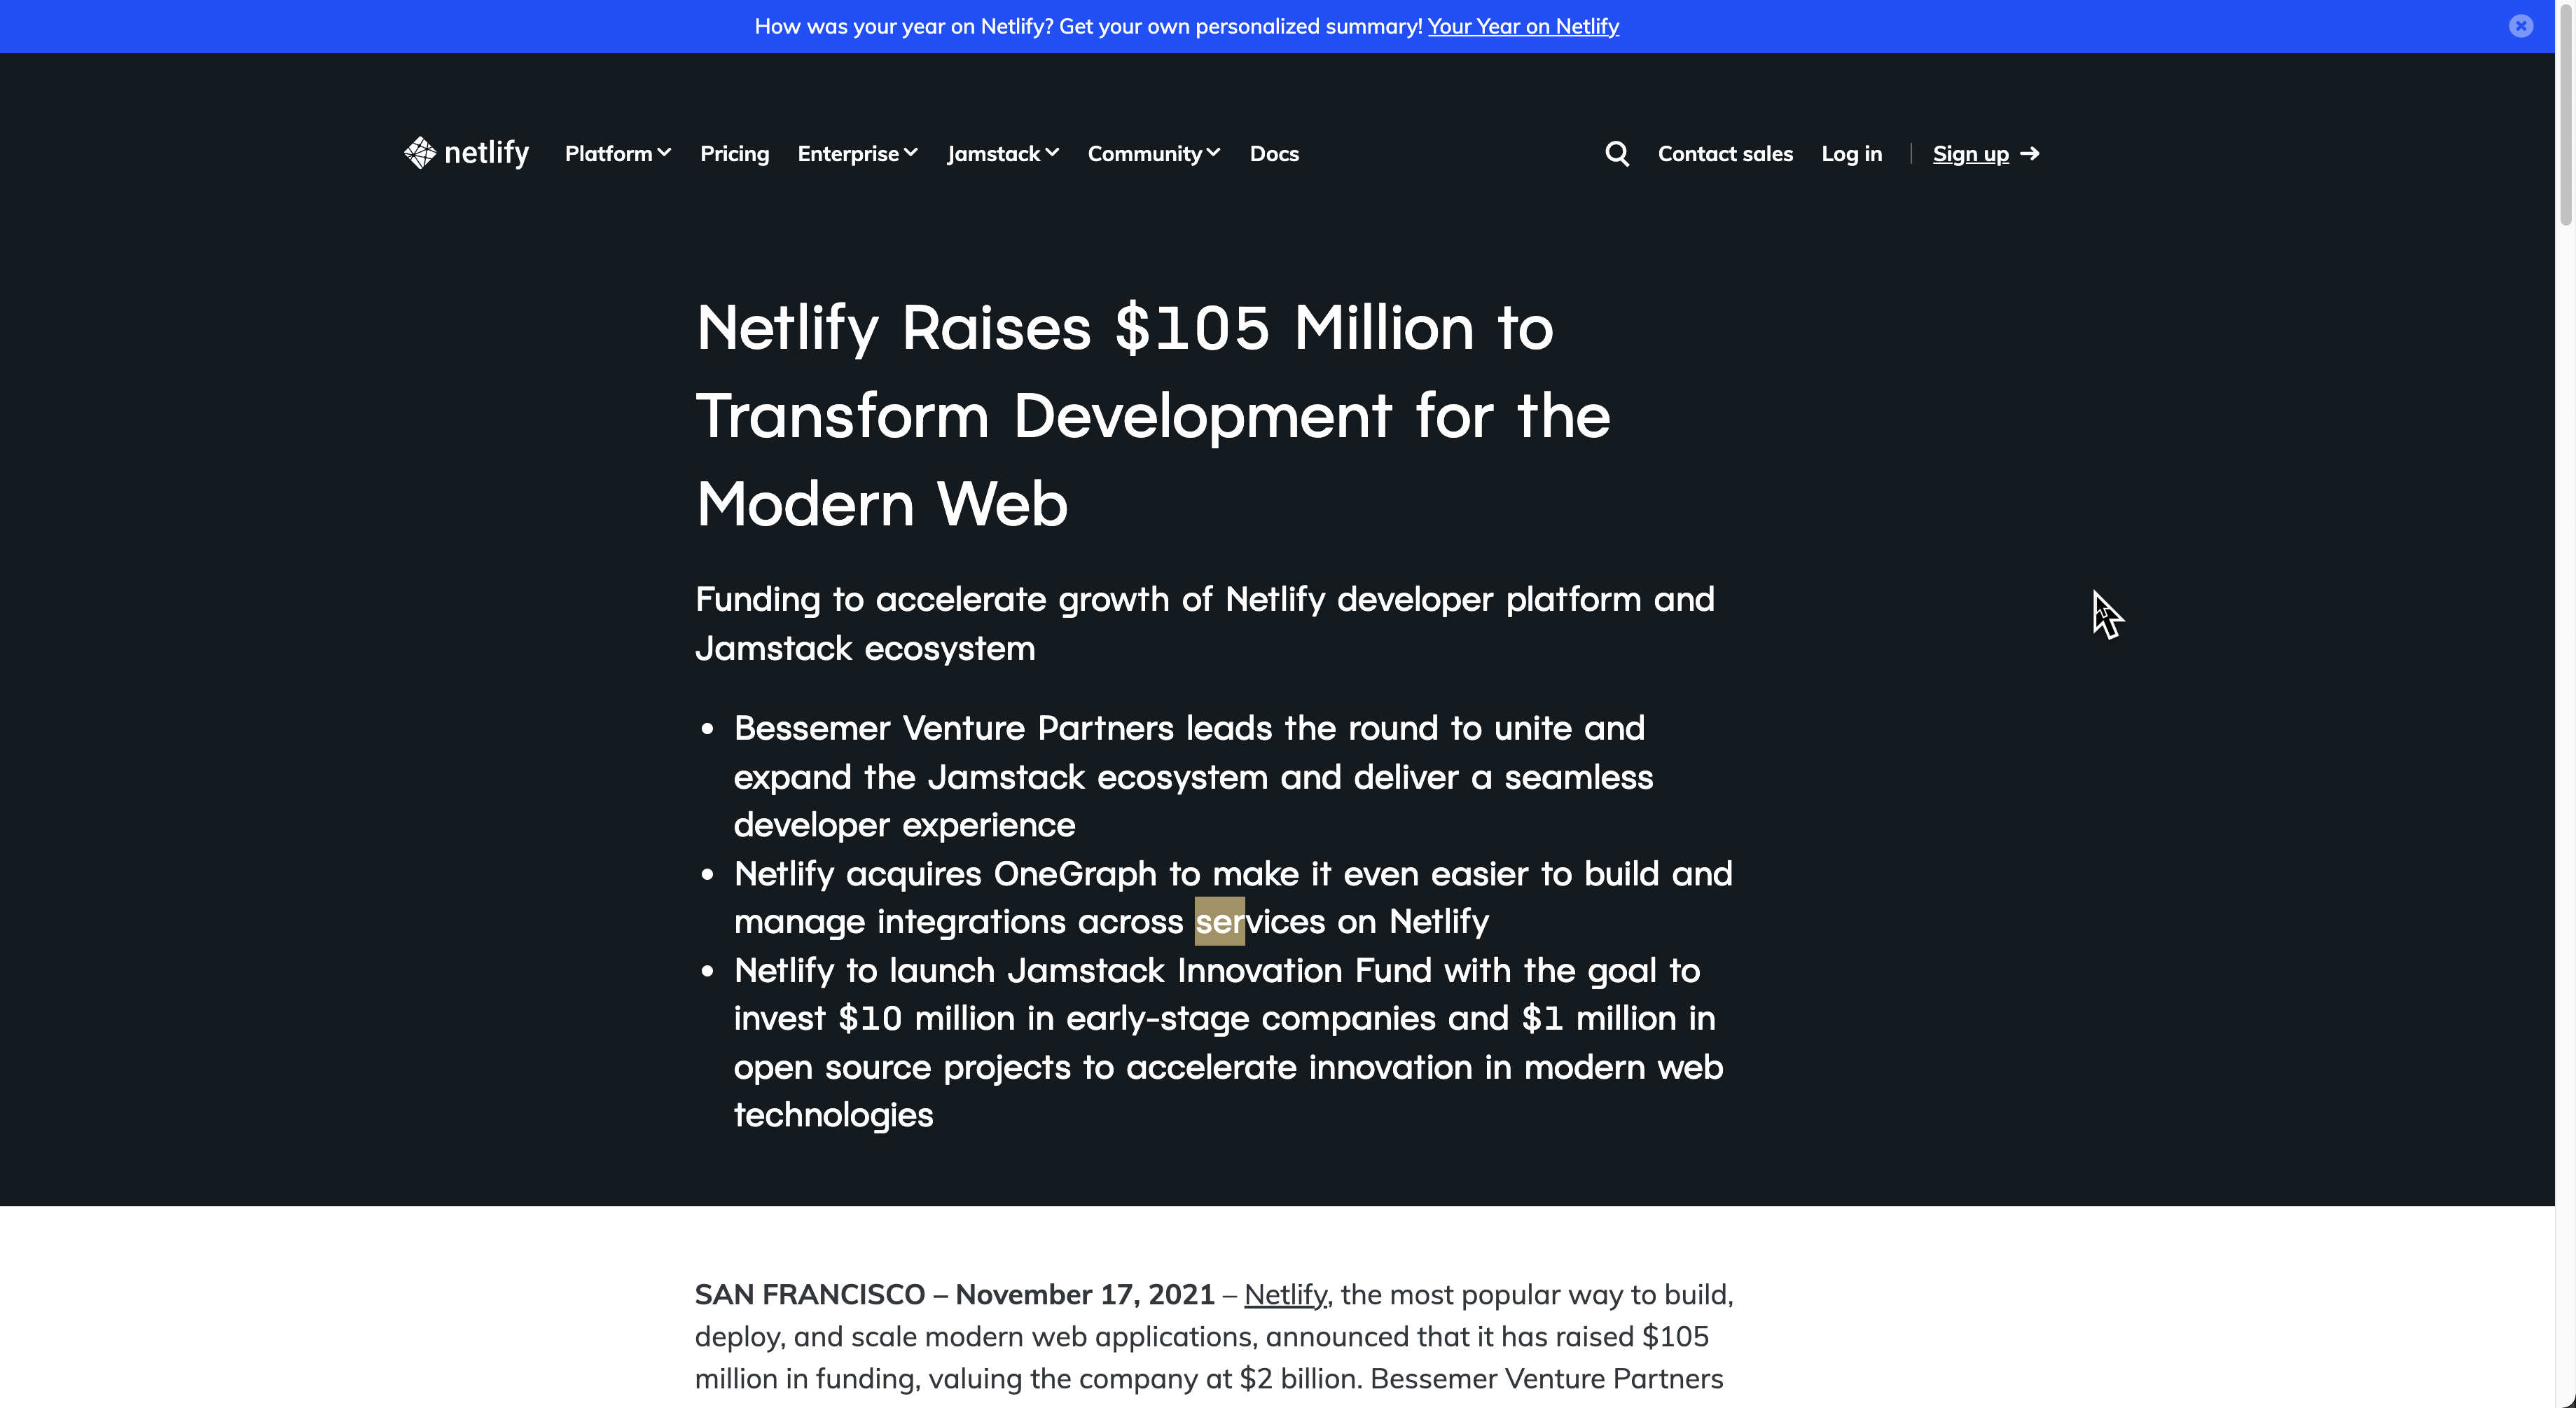 How was your year on Netlify? Get your own personalized summary! Your Year on Netlify
netlify Platform Pricing Enterprise Jamstack Community Docs Contact sales Log in Sign up
Netlify Raises $105 Million to
Transform Development for the
Modern Web
Funding to accelerate growth of Netlify developer platform and
Jamstack ecosystem
• Bessemer Venture Partners leads the round to unite and
expand the Jamstack ecosystem and deliver a seamless
developer experience
• Netlify acquires OneGraph to make it even easier to build and
manage integrations across services on Netlify
• Netlify to launch Jamstack Innovation Fund with the goal to
invest $10 million in early-stage companies and $1 million in
open source projects to accelerate innovation in modern web
technologies
SAN FRANCISCO – November 17, 2021 – Netlify, the most popular way to build,
deploy, and scale modern web applications, announced that it has raised $105
million in funding, valuing the company at $2 billion. Bessemer Venture Partners